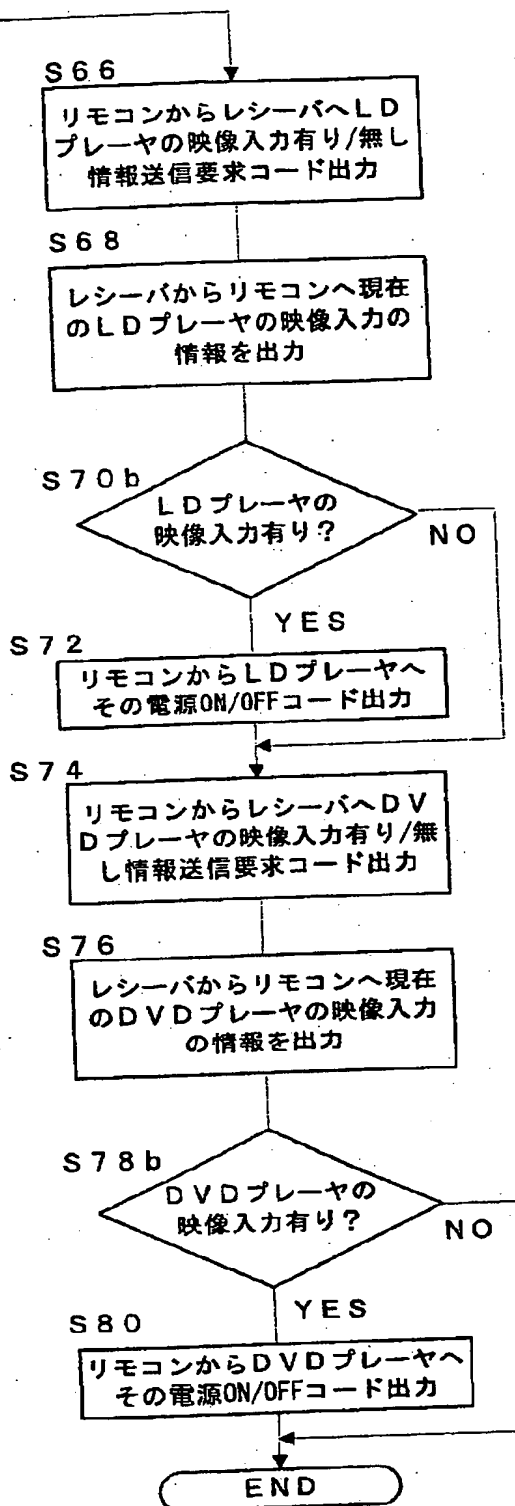 S66
リモコンからレシーバへLD
プレーヤの映像入力有り/無し
情報送信要求コード出力
S68
レシーバからリモコンへ現在
のLDプレーヤの映像入力の
情報を出力
S70b
LDプレーヤの
映像入力有り?
NO
YES
S72
リモコンからLDプレーヤへ
その電源ON/OFFコード出力
S74
リモコンからレシーバへDV
Dプレーヤの映像入力有り/無
し情報送信要求コード出力
S76
レシーバからリモコンへ現在
のDVDプレーヤの映像入力
の情報を出力
S78b
DVDプレーヤの
映像入力有り?
NO
YES
S80
リモコンからDVDプレーヤへ
その電源ON/OFFコード出力
END